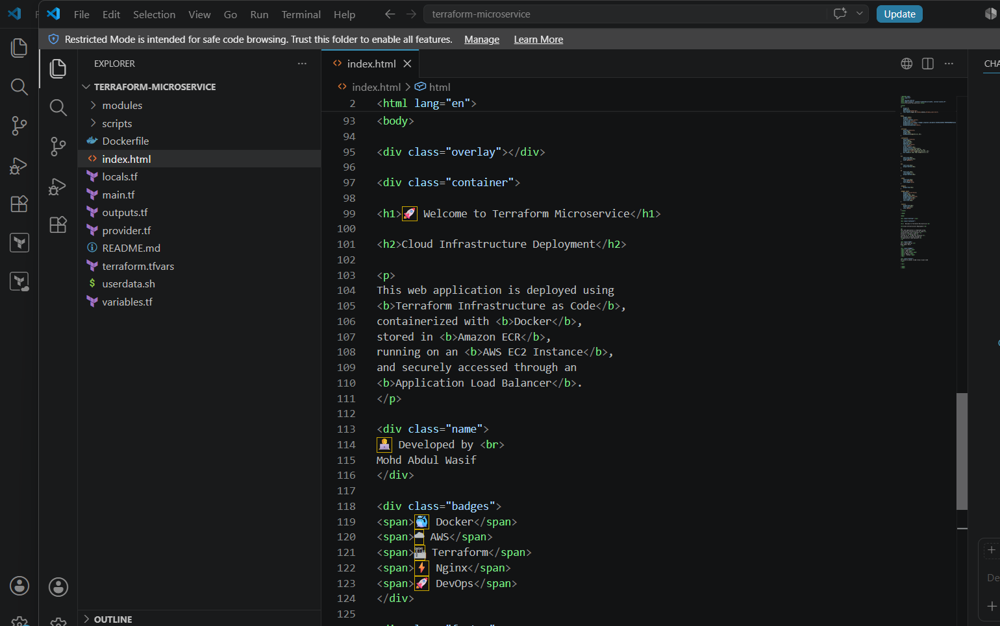 File Edit Selection View Go Run Terminal Help
terraform-microservice
Update
Restricted Mode is intended for safe code browsing. Trust this folder to enable all features. Manage Learn More
EXPLORER
TERRAFORM-MICROSERVICE
modules
scripts
Dockerfile
index.html
locals.tf
main.tf
outputs.tf
provider.tf
README.md
terraform.tfvars
userdata.sh
variables.tf
OUTLINE
index.html
index.html > html
2 <html lang="en">
93 <body>
94
95 <div class="overlay"></div>
96
97 <div class="container">
98
99 <h1>🚀 Welcome to Terraform Microservice</h1>
100
101 <h2>Cloud Infrastructure Deployment</h2>
102
103 <p>
104 This web application is deployed using
105 <b>Terraform Infrastructure as Code</b>,
106 containerized with <b>Docker</b>,
107 stored in <b>Amazon ECR</b>,
108 running on an <b>AWS EC2 Instance</b>,
109 and securely accessed through an
110 <b>Application Load Balancer</b>.
111 </p>
112
113 <div class="name">
114 👨‍💻 Developed by <br>
115 Mohd Abdul Wasif
116 </div>
117
118 <div class="badges">
119 <span>🐳 Docker</span>
120 <span>☁ AWS</span>
121 <span>🏗 Terraform</span>
122 <span>⚡ Nginx</span>
123 <span>🚀 DevOps</span>
124 </div>
125
CHA
De